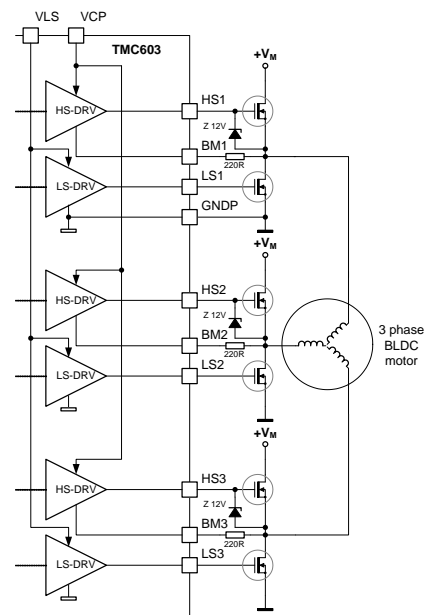 VLS VCP
TMC603
+VM
HS1
HS-DRV
Z 12V
BM1
220R
LS1
LS-DRV
GNDP
+VM
HS2
HS-DRV
Z 12V
BM2
220R
3 phase
BLDC
motor
LS2
LS-DRV
+VM
HS3
HS-DRV
Z 12V
BM3
220R
LS3
LS-DRV